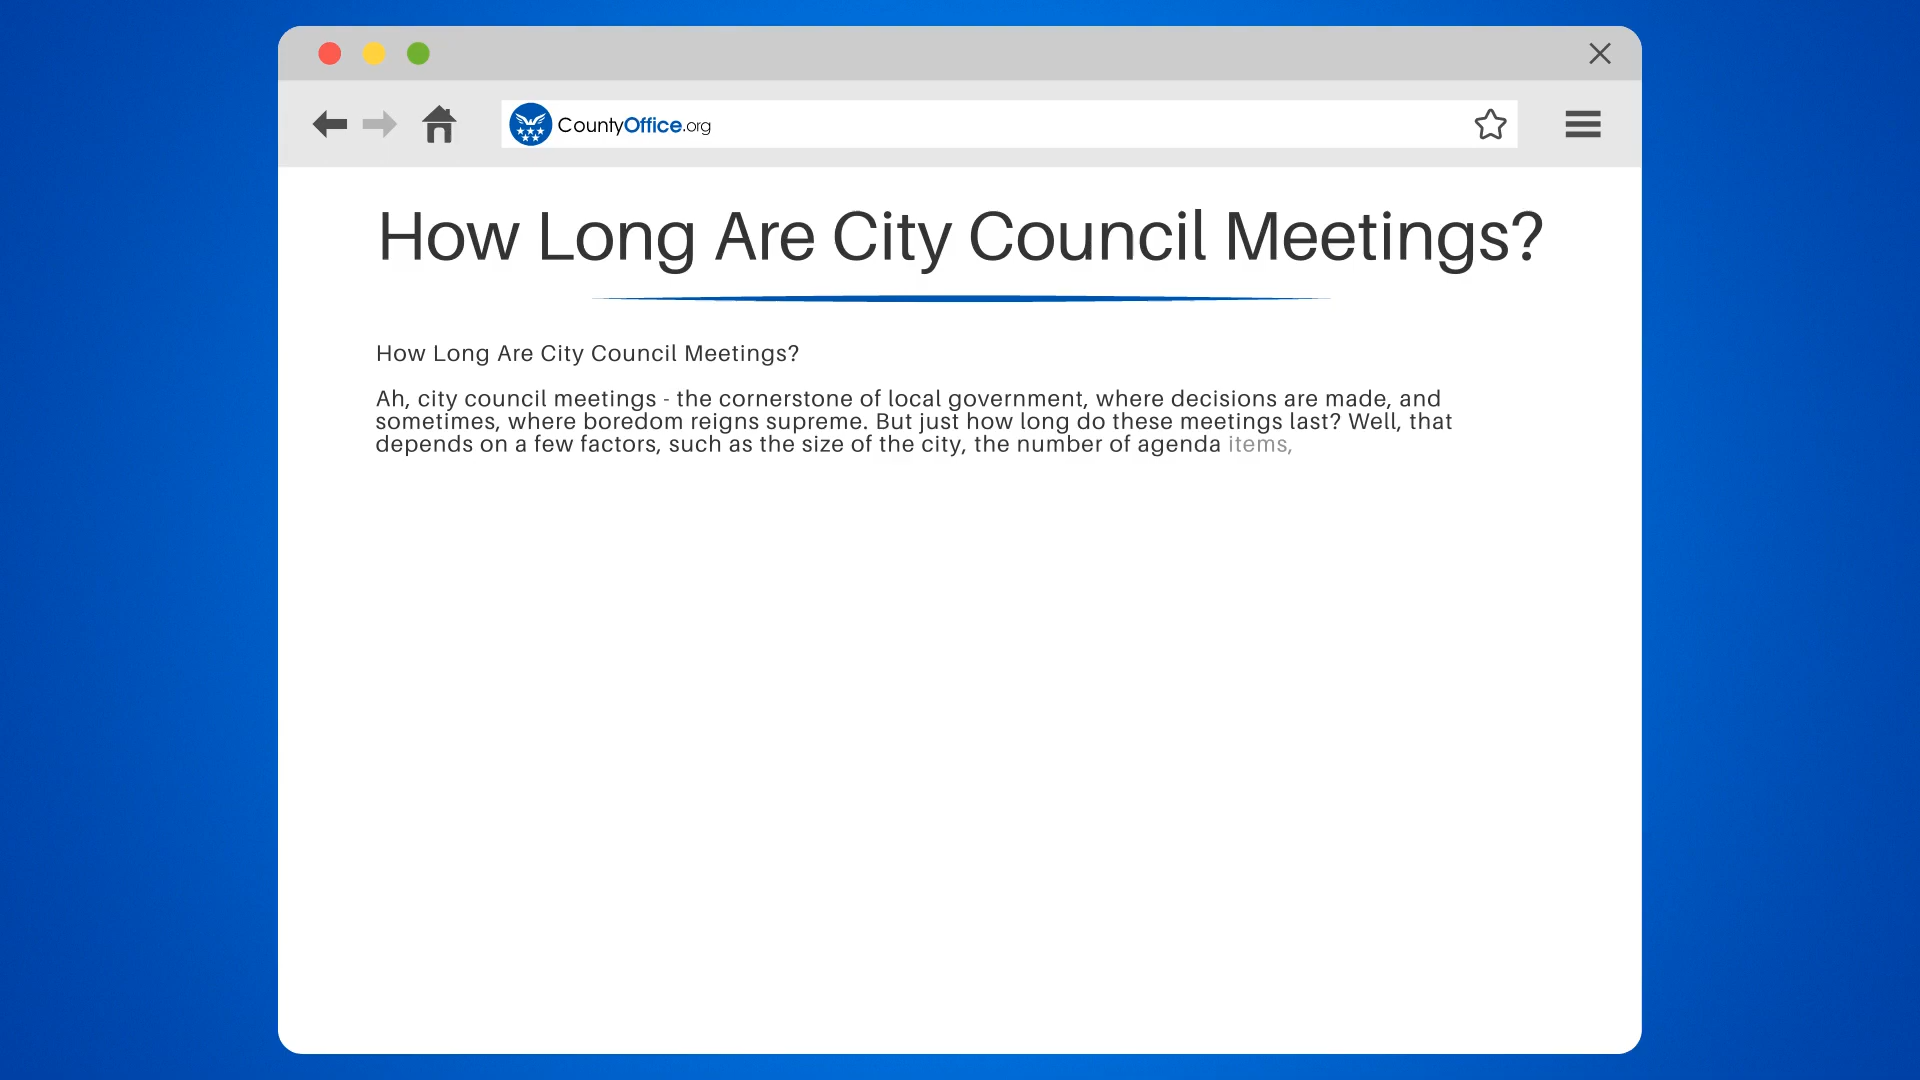 CountyOffice.org
How Long Are City Council Meetings?
How Long Are City Council Meetings?
Ah, city council meetings - the cornerstone of local government, where decisions are made, and
sometimes, where boredom reigns supreme. But just how long do these meetings last? Well, that
depends on a few factors, such as the size of the city, the number of agenda items,